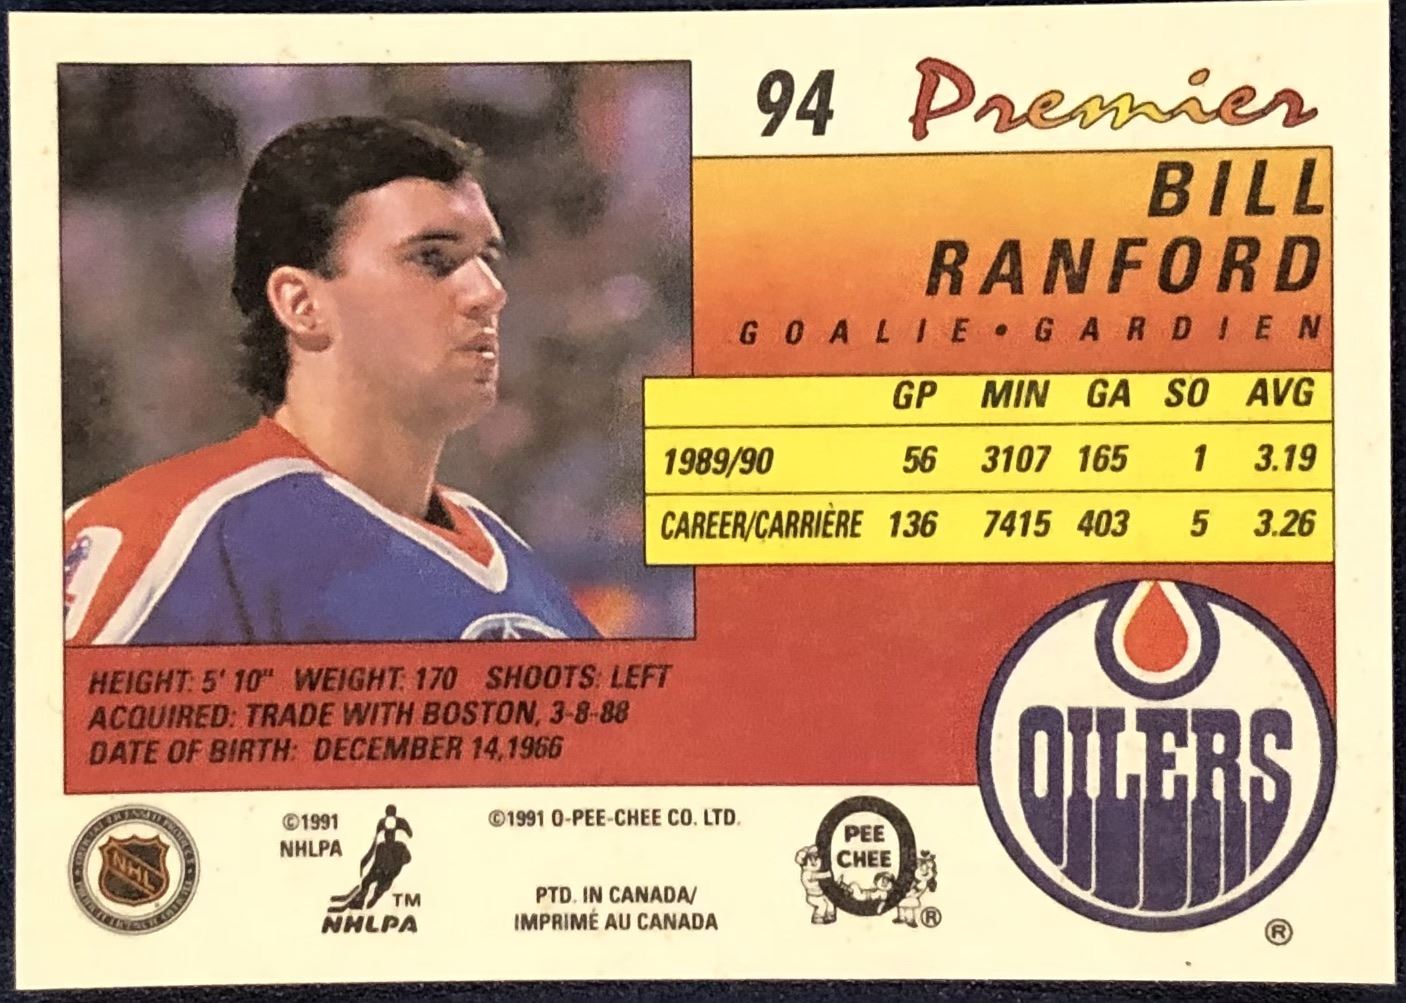 94 Premier
BILL
RANFORD
GOALIE • GARDIEN
GP MIN GA SO AVG
1989/90 56 3107 165 1 3.19
CAREER/CARRIÈRE 136 7415 403 5 3.26
HEIGHT: 5' 10" WEIGHT: 170 SHOOTS: LEFT
ACQUIRED: TRADE WITH BOSTON, 3-8-88
DATE OF BIRTH: DECEMBER 14, 1966
OILERS
®
NHL
©1991
NHLPA
TM
NHLPA
©1991 O-PEE-CHEE CO. LTD.
PTD. IN CANADA/
IMPRIMÉ AU CANADA
O
PEE
CHEE
®